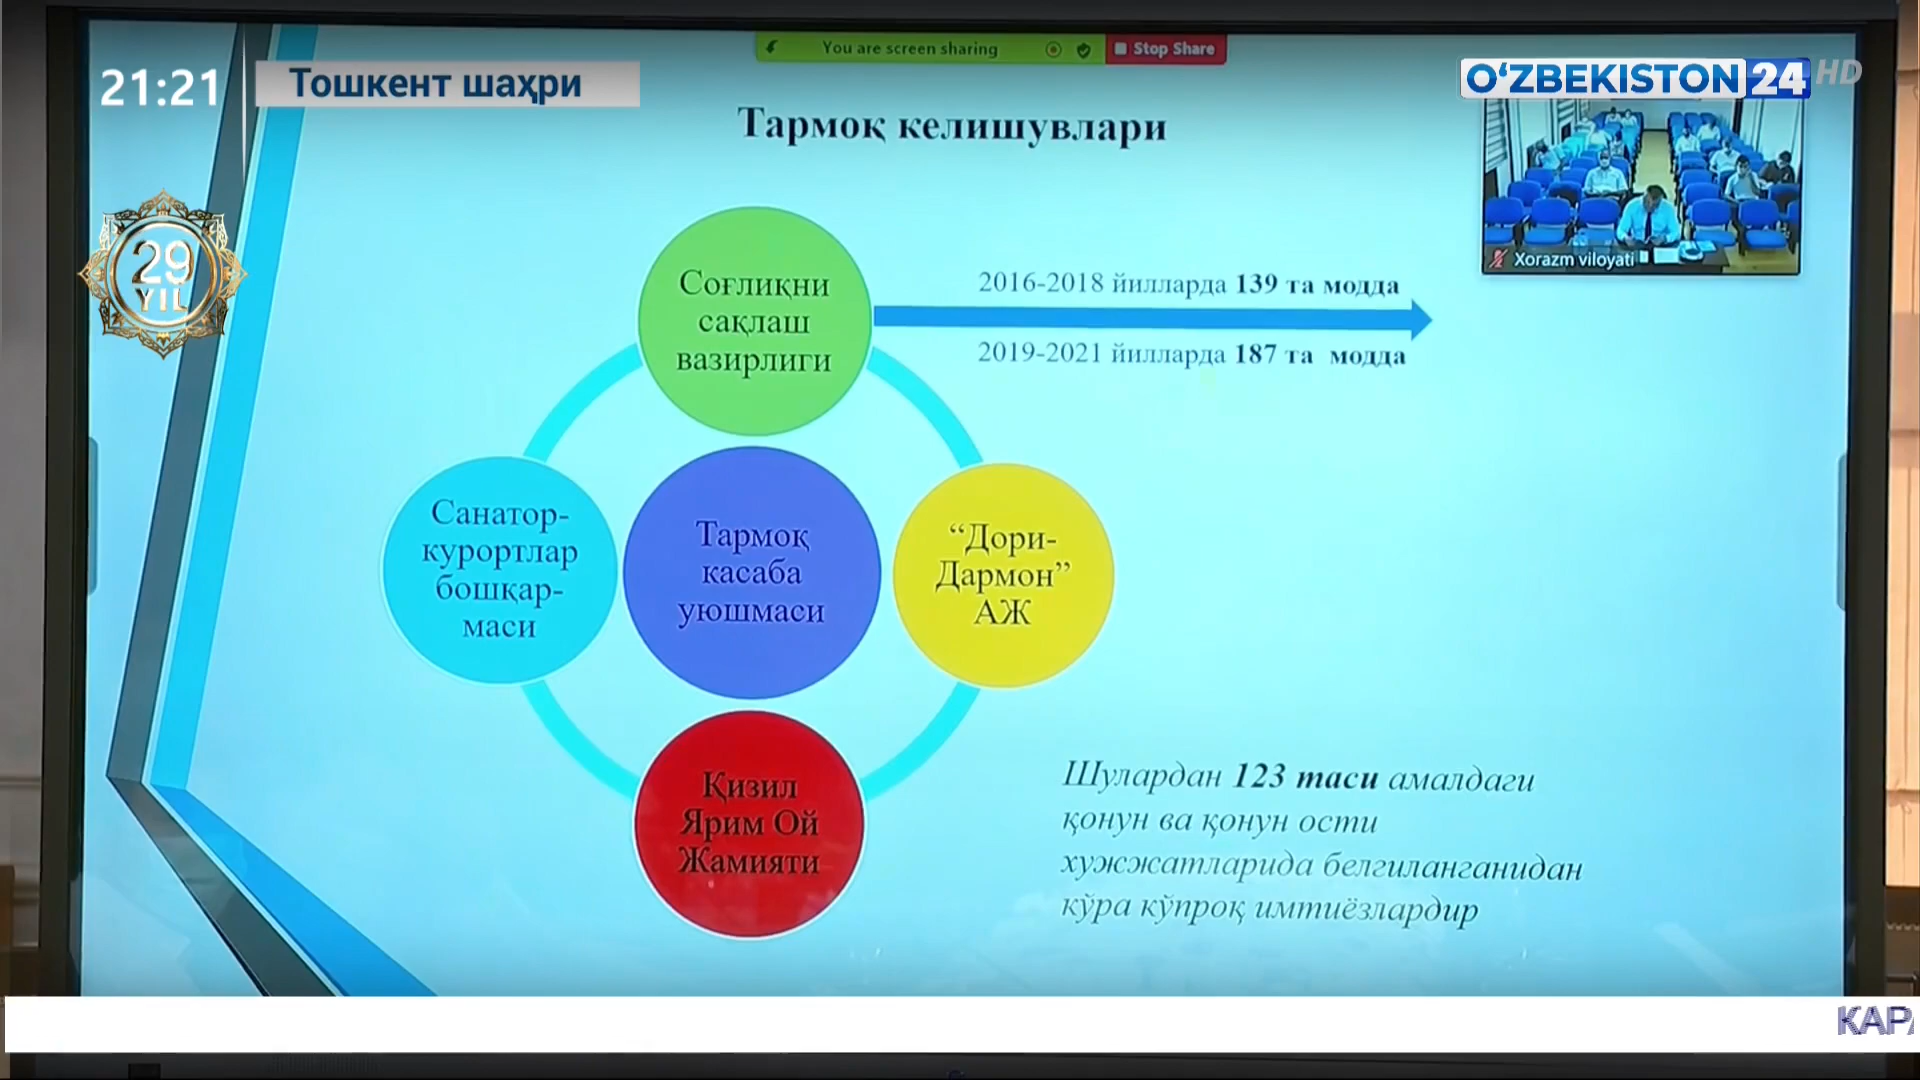 You are screen sharing
Stop Share
21:21
Тошкент шаҳри
O‘ZBEKISTON 24 HD
Тармоқ келишувлари
29
YIL
Xorazm viloyati
Соғлиқни
сақлаш
вазирлиги
2016-2018 йилларда 139 та модда
2019-2021 йилларда 187 та модда
Санатор-
курортлар
бошқар-
маси
Тармоқ
касаба
уюшмаси
“Дори-
Дармон”
АЖ
Қизил
Ярим Ой
Жамияти
Шулардан 123 таси амалдаги
қонун ва қонун ости
хужжатларида белгиланганидан
кўра кўпроқ имтиёзлардир